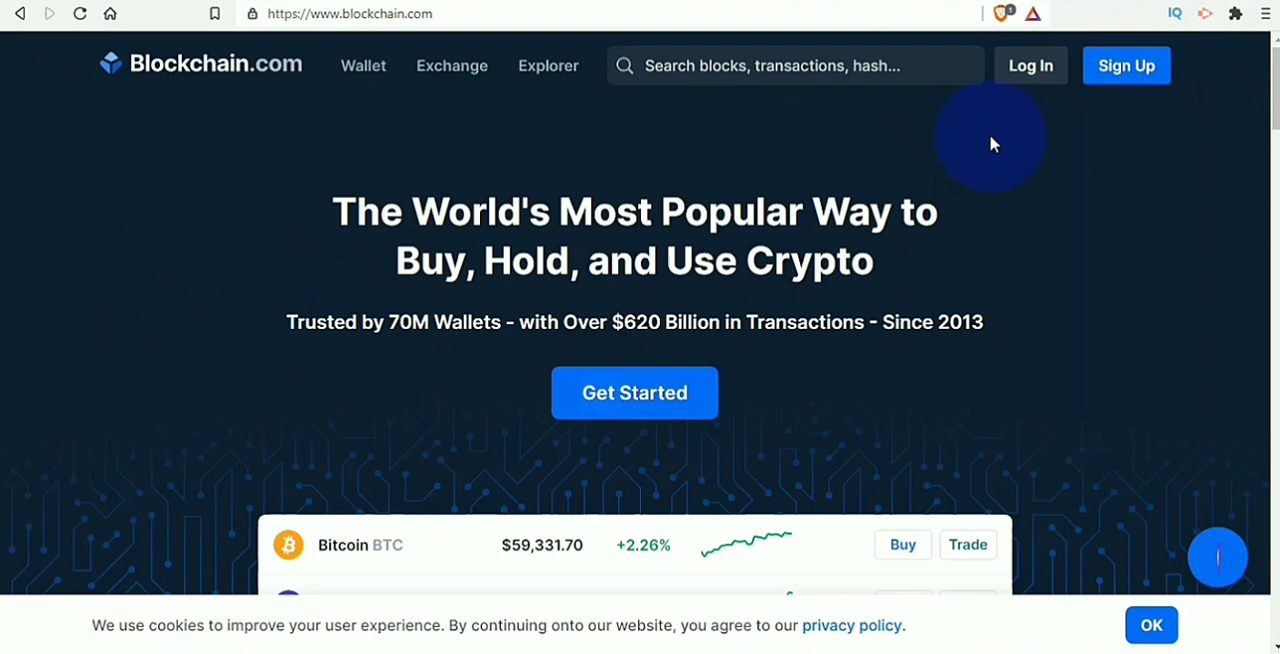 https://www.blockchain.com
1
IQ
Blockchain.com
Wallet
Exchange
Explorer
Search blocks, transactions, hash...
Log In
Sign Up
The World's Most Popular Way to
Buy, Hold, and Use Crypto
Trusted by 70M Wallets - with Over $620 Billion in Transactions - Since 2013
Get Started
Bitcoin BTC
$59,331.70
+2.26%
Buy
Trade
We use cookies to improve your user experience. By continuing onto our website, you agree to our privacy policy.
OK